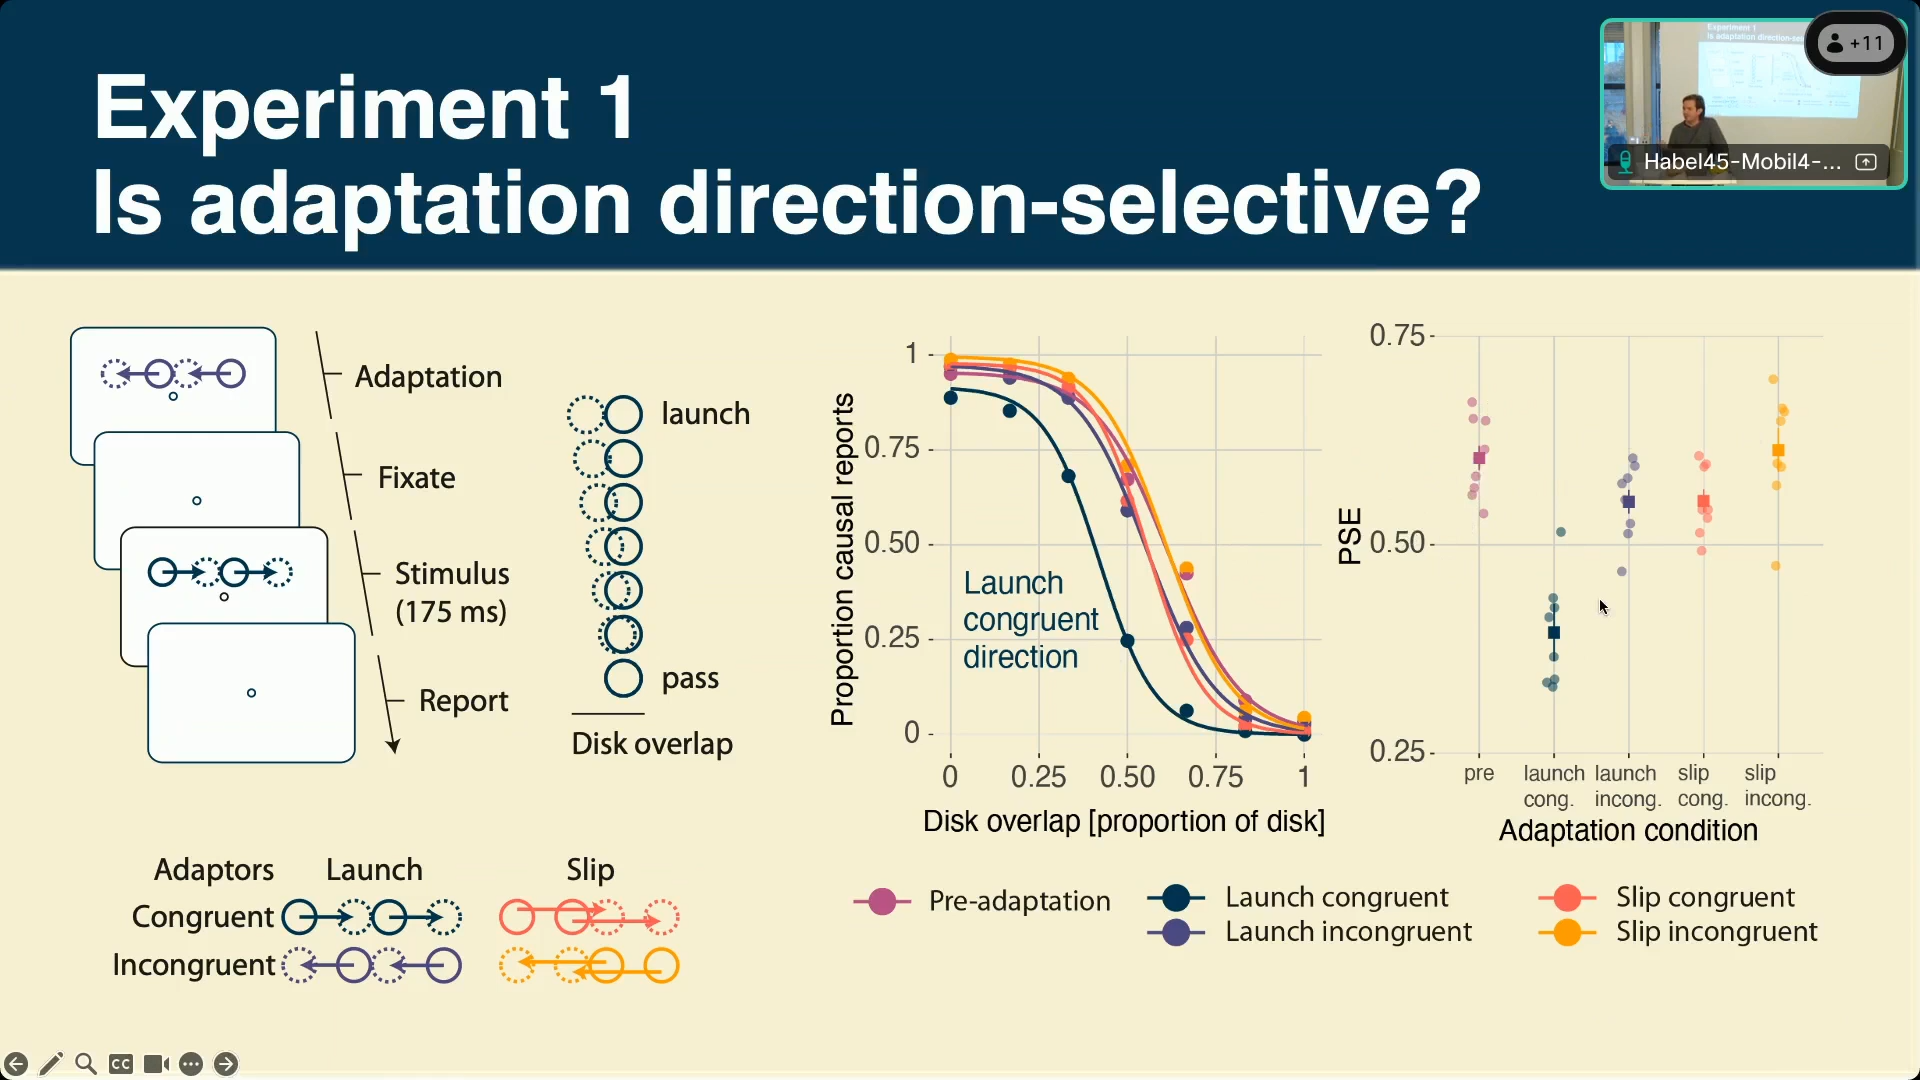 Experiment 1
Is adaptation direction-selective?
+11
Habel45-Mobil4-...
Adaptation
Fixate
Stimulus
(175 ms)
Report
launch
pass
Disk overlap
Adaptors Launch Slip
Congruent
Incongruent
Proportion causal reports
1
0.75
0.50
0.25
0
Launch
congruent
direction
0 0.25 0.50 0.75 1
Disk overlap [proportion of disk]
PSE
0.75
0.50
0.25
pre launch launch slip slip
cong. incong. cong. incong.
Adaptation condition
Pre-adaptation Launch congruent Slip congruent
Launch incongruent Slip incongruent
CC